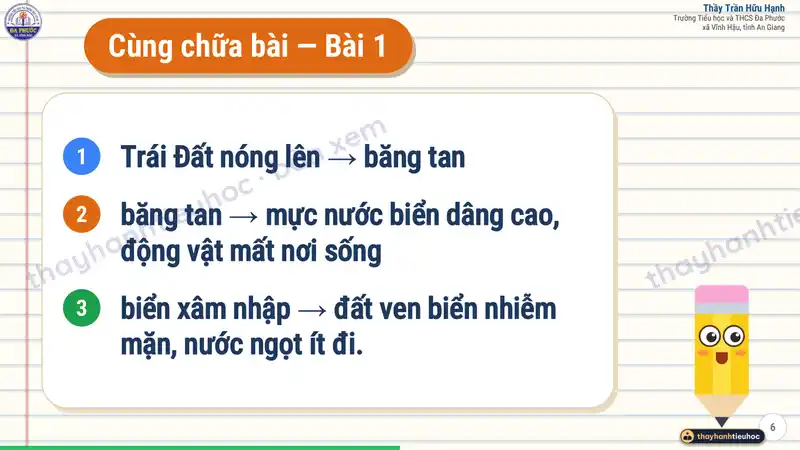 Thầy Trần Hữu Hạnh
Trường Tiểu học và THCS Đa Phước
xã Vĩnh Hậu, tỉnh An Giang
ĐA PHƯỚC
Cùng chữa bài – Bài 1
1 Trái Đất nóng lên → băng tan
2 băng tan → mực nước biển dâng cao,
động vật mất nơi sống
3 biển xâm nhập → đất ven biển nhiễm
mặn, nước ngọt ít đi.
thayhanhtieuhoc
6